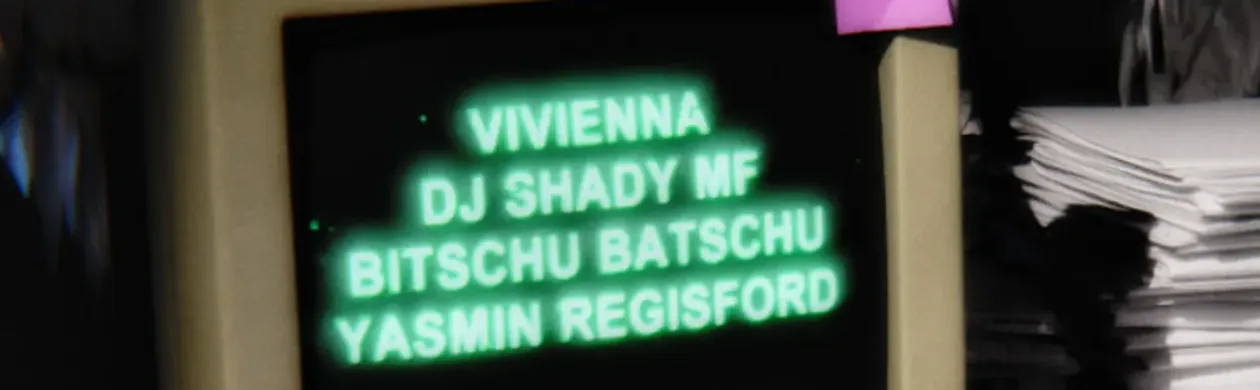 VIVIENNA
DJ SHADY MF
BITSCHU BATSCHU
YASMIN REGISFORD